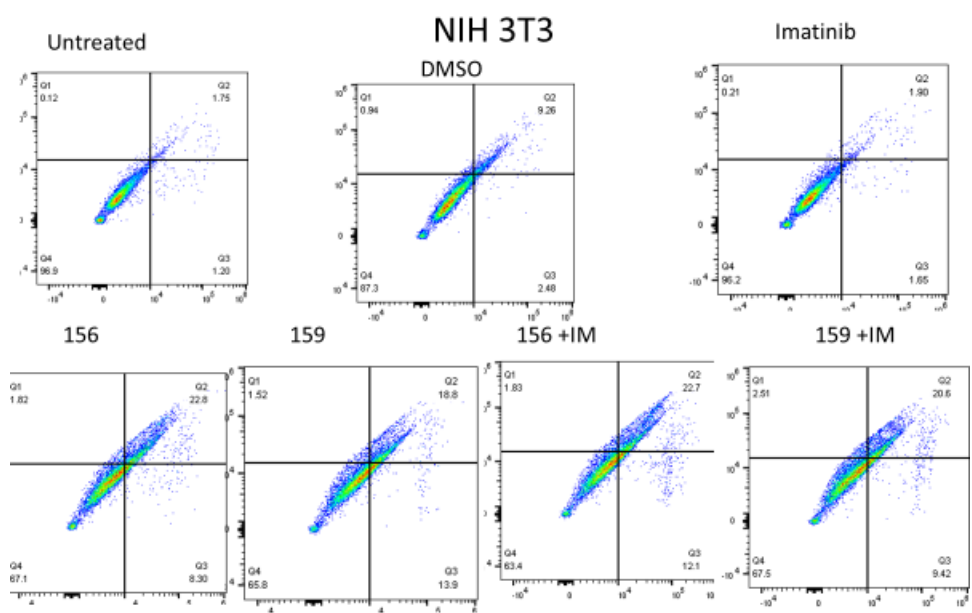 NIH 3T3
Untreated
DMSO
Imatinib
Q1
0.12
Q2
1.75
Q4
96.9
Q3
1.20
Q1
0.94
Q2
9.26
Q4
87.3
Q3
2.48
Q1
0.21
Q2
1.90
Q4
96.2
Q3
1.65
156
159
156 +IM
159 +IM
Q1
1.82
Q2
22.8
Q4
67.1
Q3
8.30
Q1
1.52
Q2
18.8
Q4
65.8
Q3
13.9
Q1
1.83
Q2
22.7
Q4
63.4
Q3
12.1
Q1
2.51
Q2
20.6
Q4
67.5
Q3
9.42